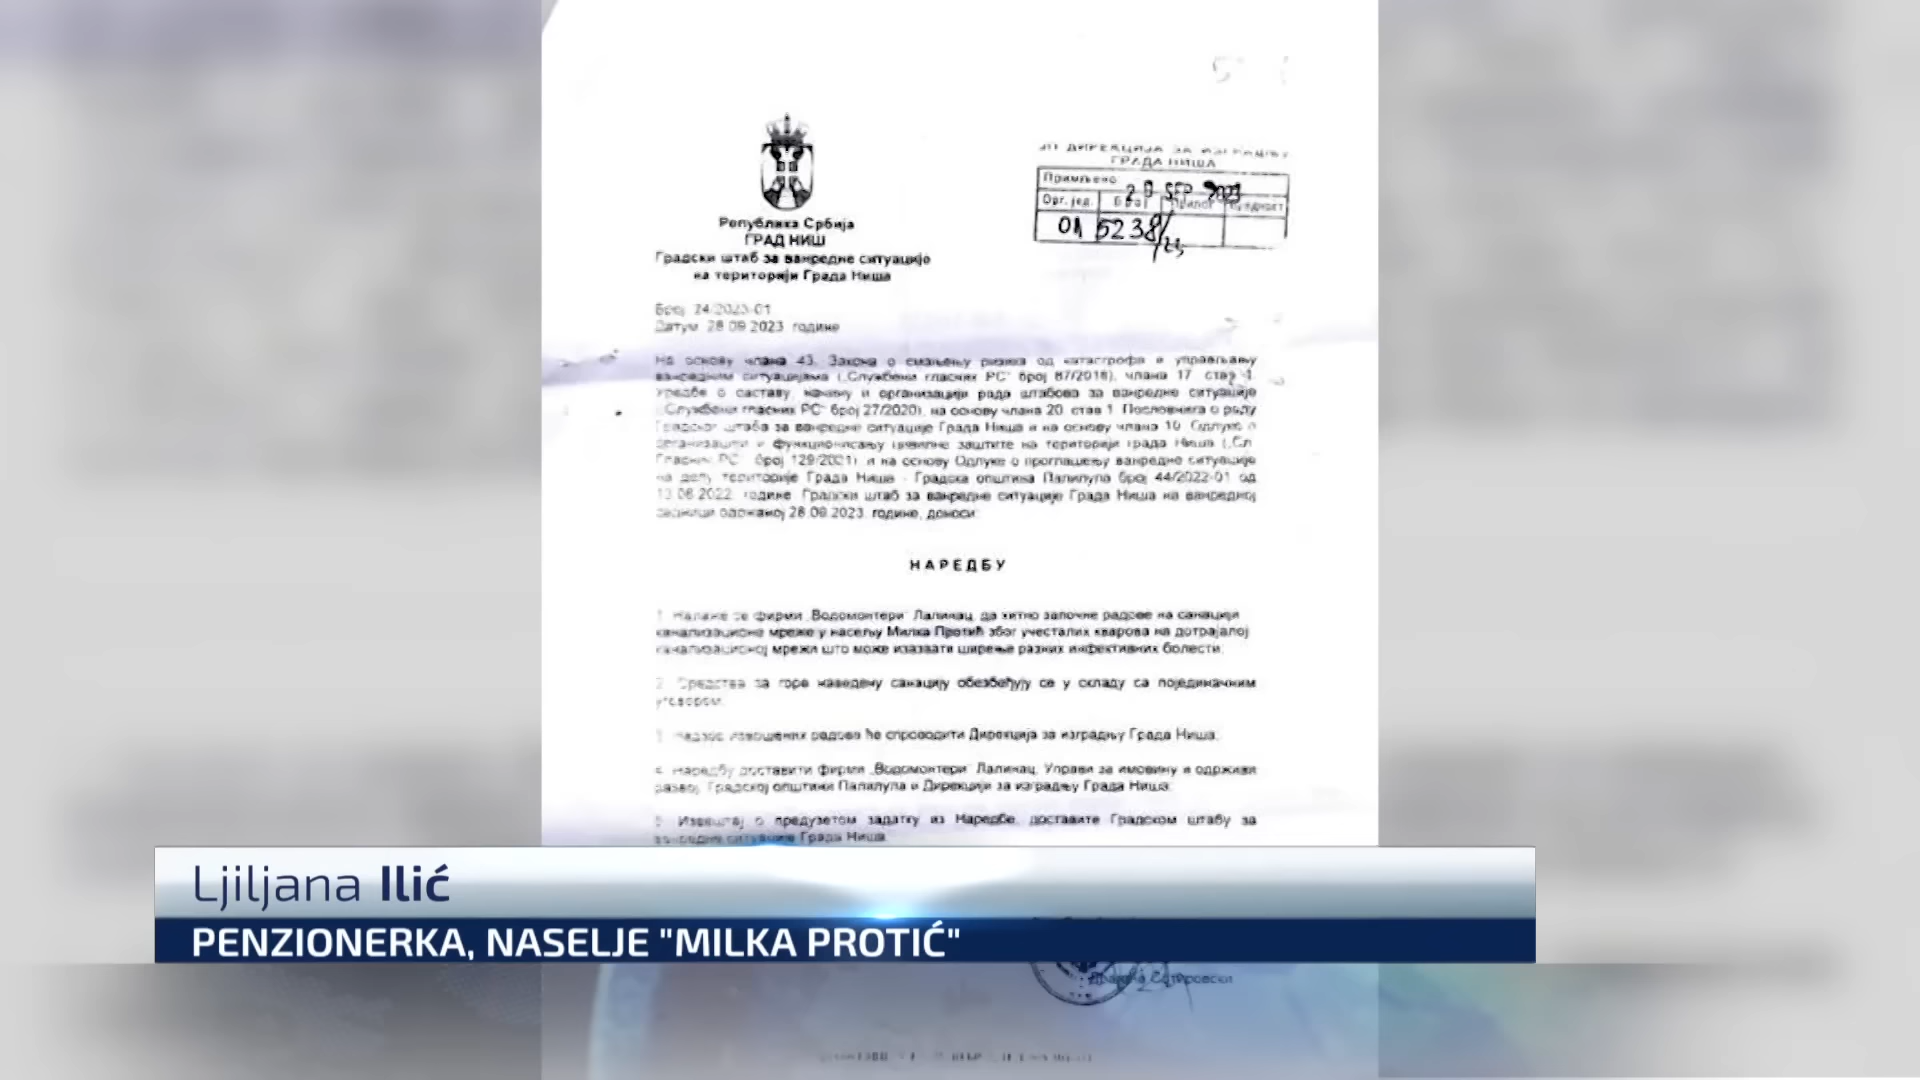 ГРАДА НИША
Примљено:
Орг. јед. Број Прилог Вредност
01 5238/23
Република Србија
ГРАД НИШ
Градски штаб за ванредне ситуације
на територији Града Ниша
Број: 74/2023-01
Датум: 28.09.2023. године
На основу члана 43. Закона о смањењу ризика од катастрофа и управљању
ванредним ситуацијама („Службени гласник РС" број 87/2018), члана 17. став 1.
Уредбе о саставу, начину и организацији рада штабова за ванредне ситуације
„Службени гласник РС" број 27/2020), на основу члана 20. став 1. Пословника о раду
Градског штаба за ванредне ситуације Града Ниша и на основу члана 10. Одлуке о
организацији и функционисању цивилне заштите на територији града Ниша („Сл.
Гласник РС" број 129/2021) и на основу Одлуке о проглашењу ванредне ситуације
на делу територије Града Ниша - Градска општина Палилула број 44/2022-01 од
13.06.2022. године, Градски штаб за ванредне ситуације Града Ниша на ванредној
седници одржаној 28.09.2023. године, доноси:
НАРЕДБУ
1. Налаже се фирми „Водомонтери" Лалинац, да хитно започне радове на санацији
канализационе мреже у насељу Милка Протић због учесталих кварова на дотрајалој
канализационој мрежи што може изазвати ширење разних инфективних болести.
2. Средства за горе наведену санацију обезбеђују се у складу са појединачним
уговором.
3. Надзор извршених радова ће спроводити Дирекција за изградњу Града Ниша.
4. Наредбу доставити фирми „Водомонтери" Лалинац, Управи за имовину и одрживи
развој, Градској општини Палилула и Дирекцији за изградњу Града Ниша.
5. Извештај о предузетом задатку из Наредбе, доставите Градском штабу за
ванредне ситуације Града Ниша.
Ljiljana Ilić
PENZIONERKA, NASELJE "MILKA PROTIĆ"